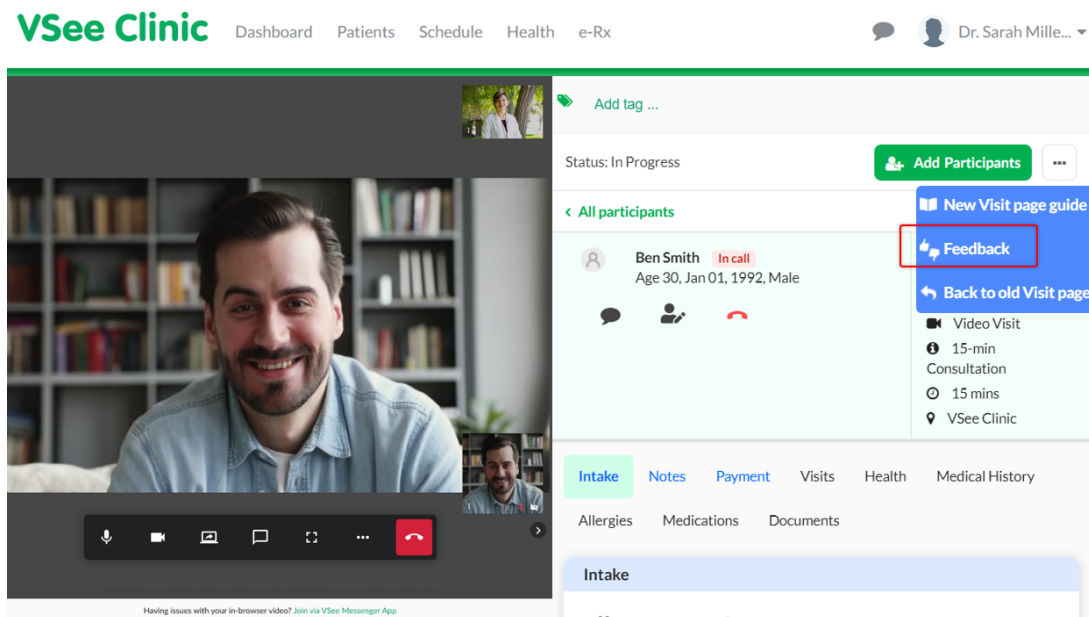 VSee Clinic Dashboard Patients Schedule Health e-Rx Dr. Sarah Mille...
Add tag ...
Status: In Progress Add Participants
All participants
New Visit page guide
Feedback
Back to old Visit page
Ben Smith In call
Age 30, Jan 01, 1992, Male
Video Visit
15-min
Consultation
15 mins
VSee Clinic
Intake Notes Payment Visits Health Medical History
Allergies Medications Documents
Intake
Having issues with your in-browser video? Join via VSee Messenger App